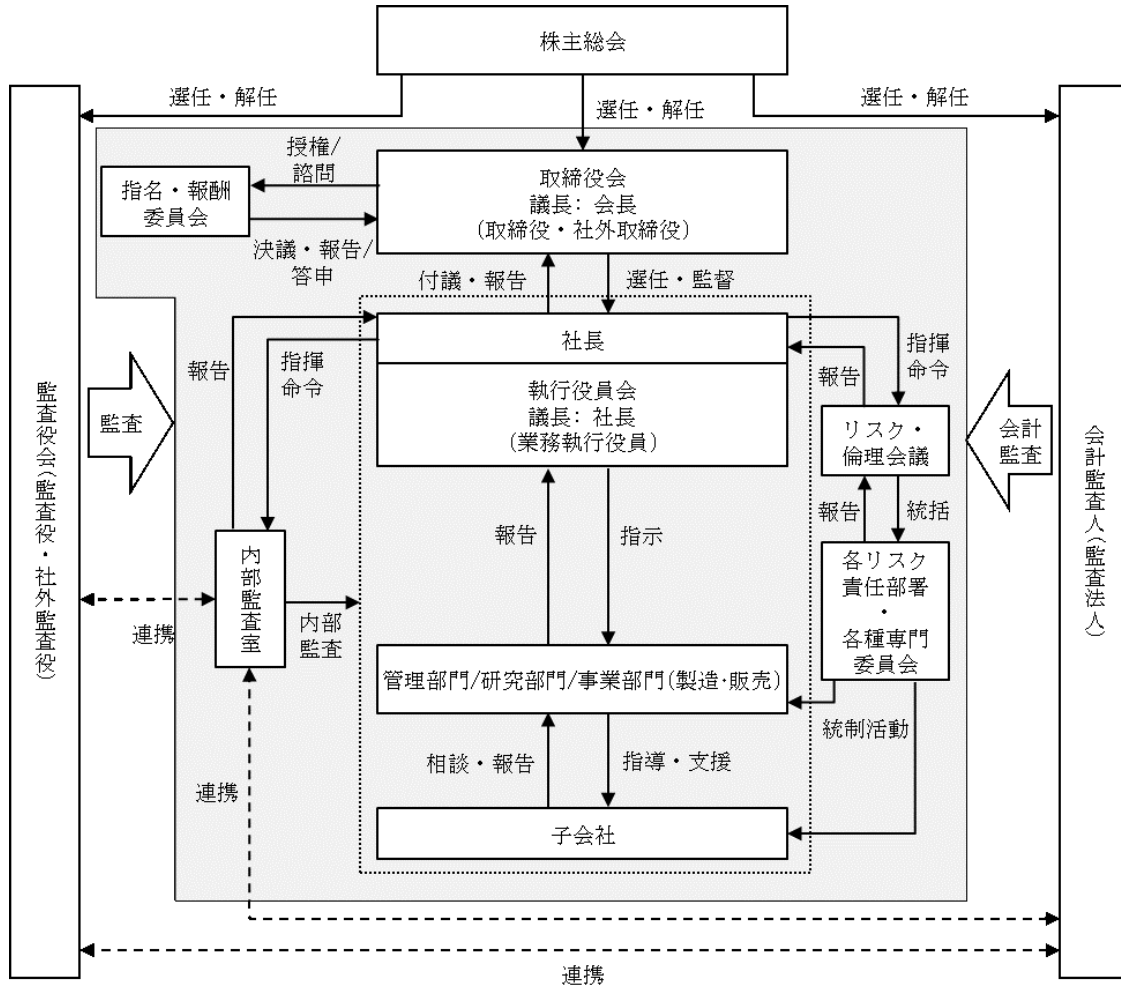 株主総会
選任・解任
選任・解任
選任・解任
授権/
諮問
指名・報酬
委員会
取締役会
議長: 会長
(取締役・社外取締役)
決議・報告/
答申
付議・報告
選任・監督
社長
報告
指揮
命令
報告
指揮
命令
執行役員会
議長: 社長
(業務執行役員)
監査
会計
監査
リスク・
倫理会議
監査役会(監査役・社外監査役)
会計監査人(監査法人)
報告
指示
報告
統括
内部監査室
各リスク
責任部署
・
各種専門
委員会
連携
内部
監査
管理部門/研究部門/事業部門(製造・販売)
統制活動
相談・報告
指導・支援
連携
子会社
連携